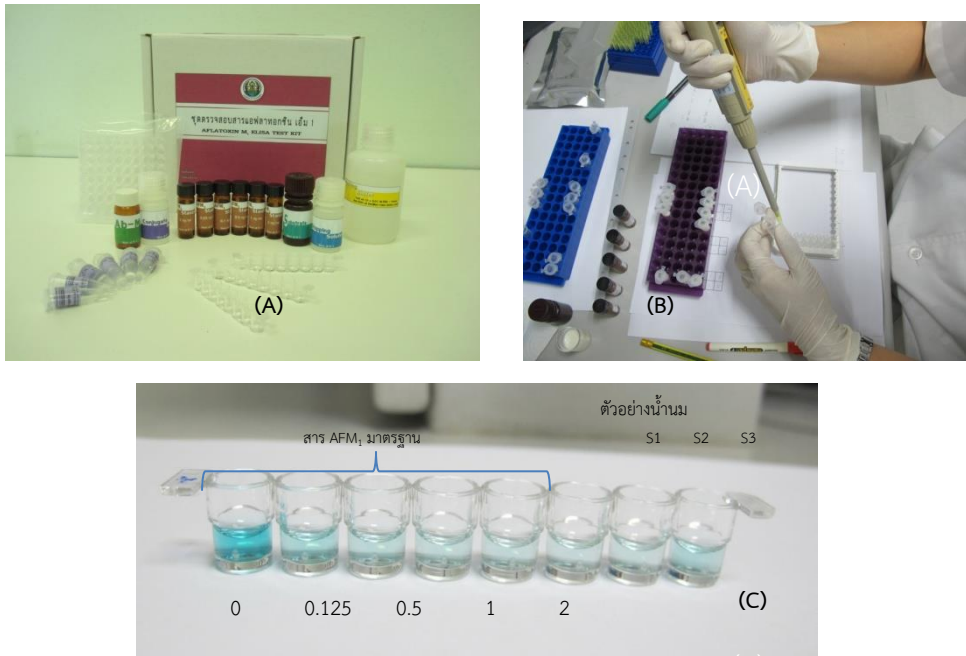 ชุดตรวจสอบสารแอฟลาทอกซิน เอ็ม 1
AFLATOXIN M1 ELISA TEST KIT
(A)
(A)
(B)
ตัวอย่างน้ำนม
สาร AFM1 มาตรฐาน
S1 S2 S3
0 0.125 0.5 1 2
(C)